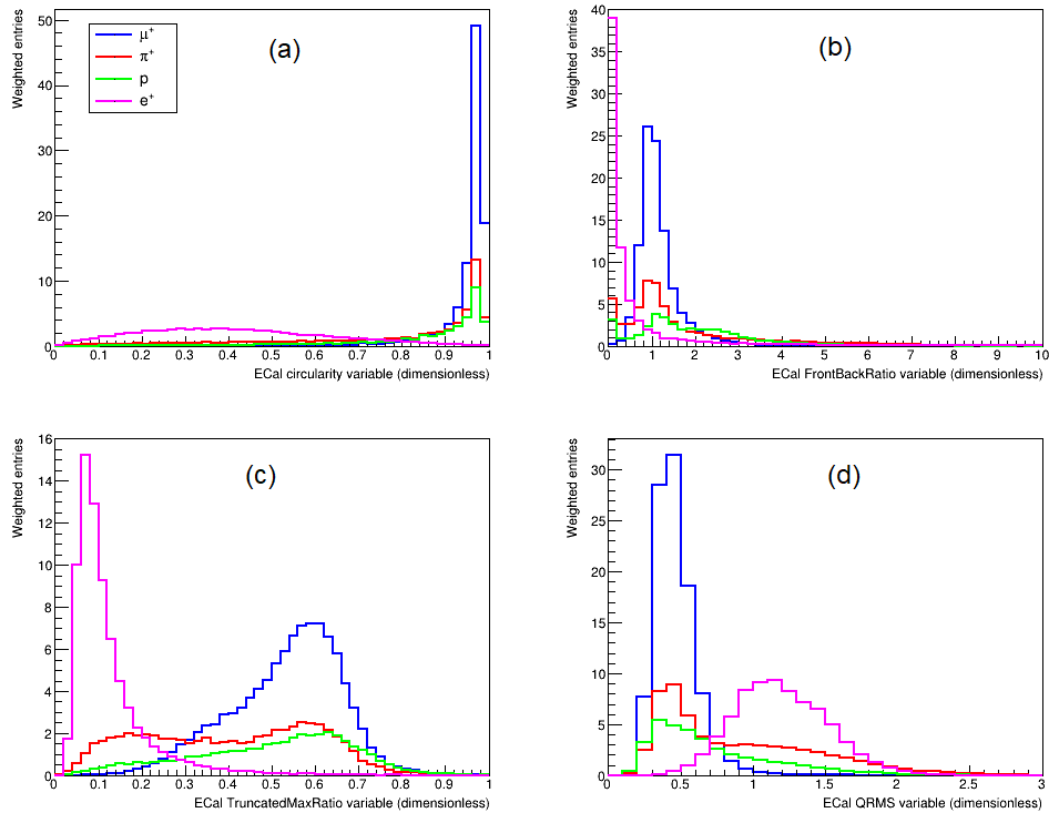 Weighted entries
50
40
30
20
10
0
μ+
π+
p
e+
(a)
0 0.1 0.2 0.3 0.4 0.5 0.6 0.7 0.8 0.9 1
ECal circularity variable (dimensionless)
Weighted entries
40
35
30
25
20
15
10
5
0
(b)
0 1 2 3 4 5 6 7 8 9 10
ECal FrontBackRatio variable (dimensionless)
Weighted entries
16
14
12
10
8
6
4
2
0
(c)
0 0.1 0.2 0.3 0.4 0.5 0.6 0.7 0.8 0.9 1
ECal TruncatedMaxRatio variable (dimensionless)
Weighted entries
30
25
20
15
10
5
0
(d)
0 0.5 1 1.5 2 2.5 3
ECal QRMS variable (dimensionless)